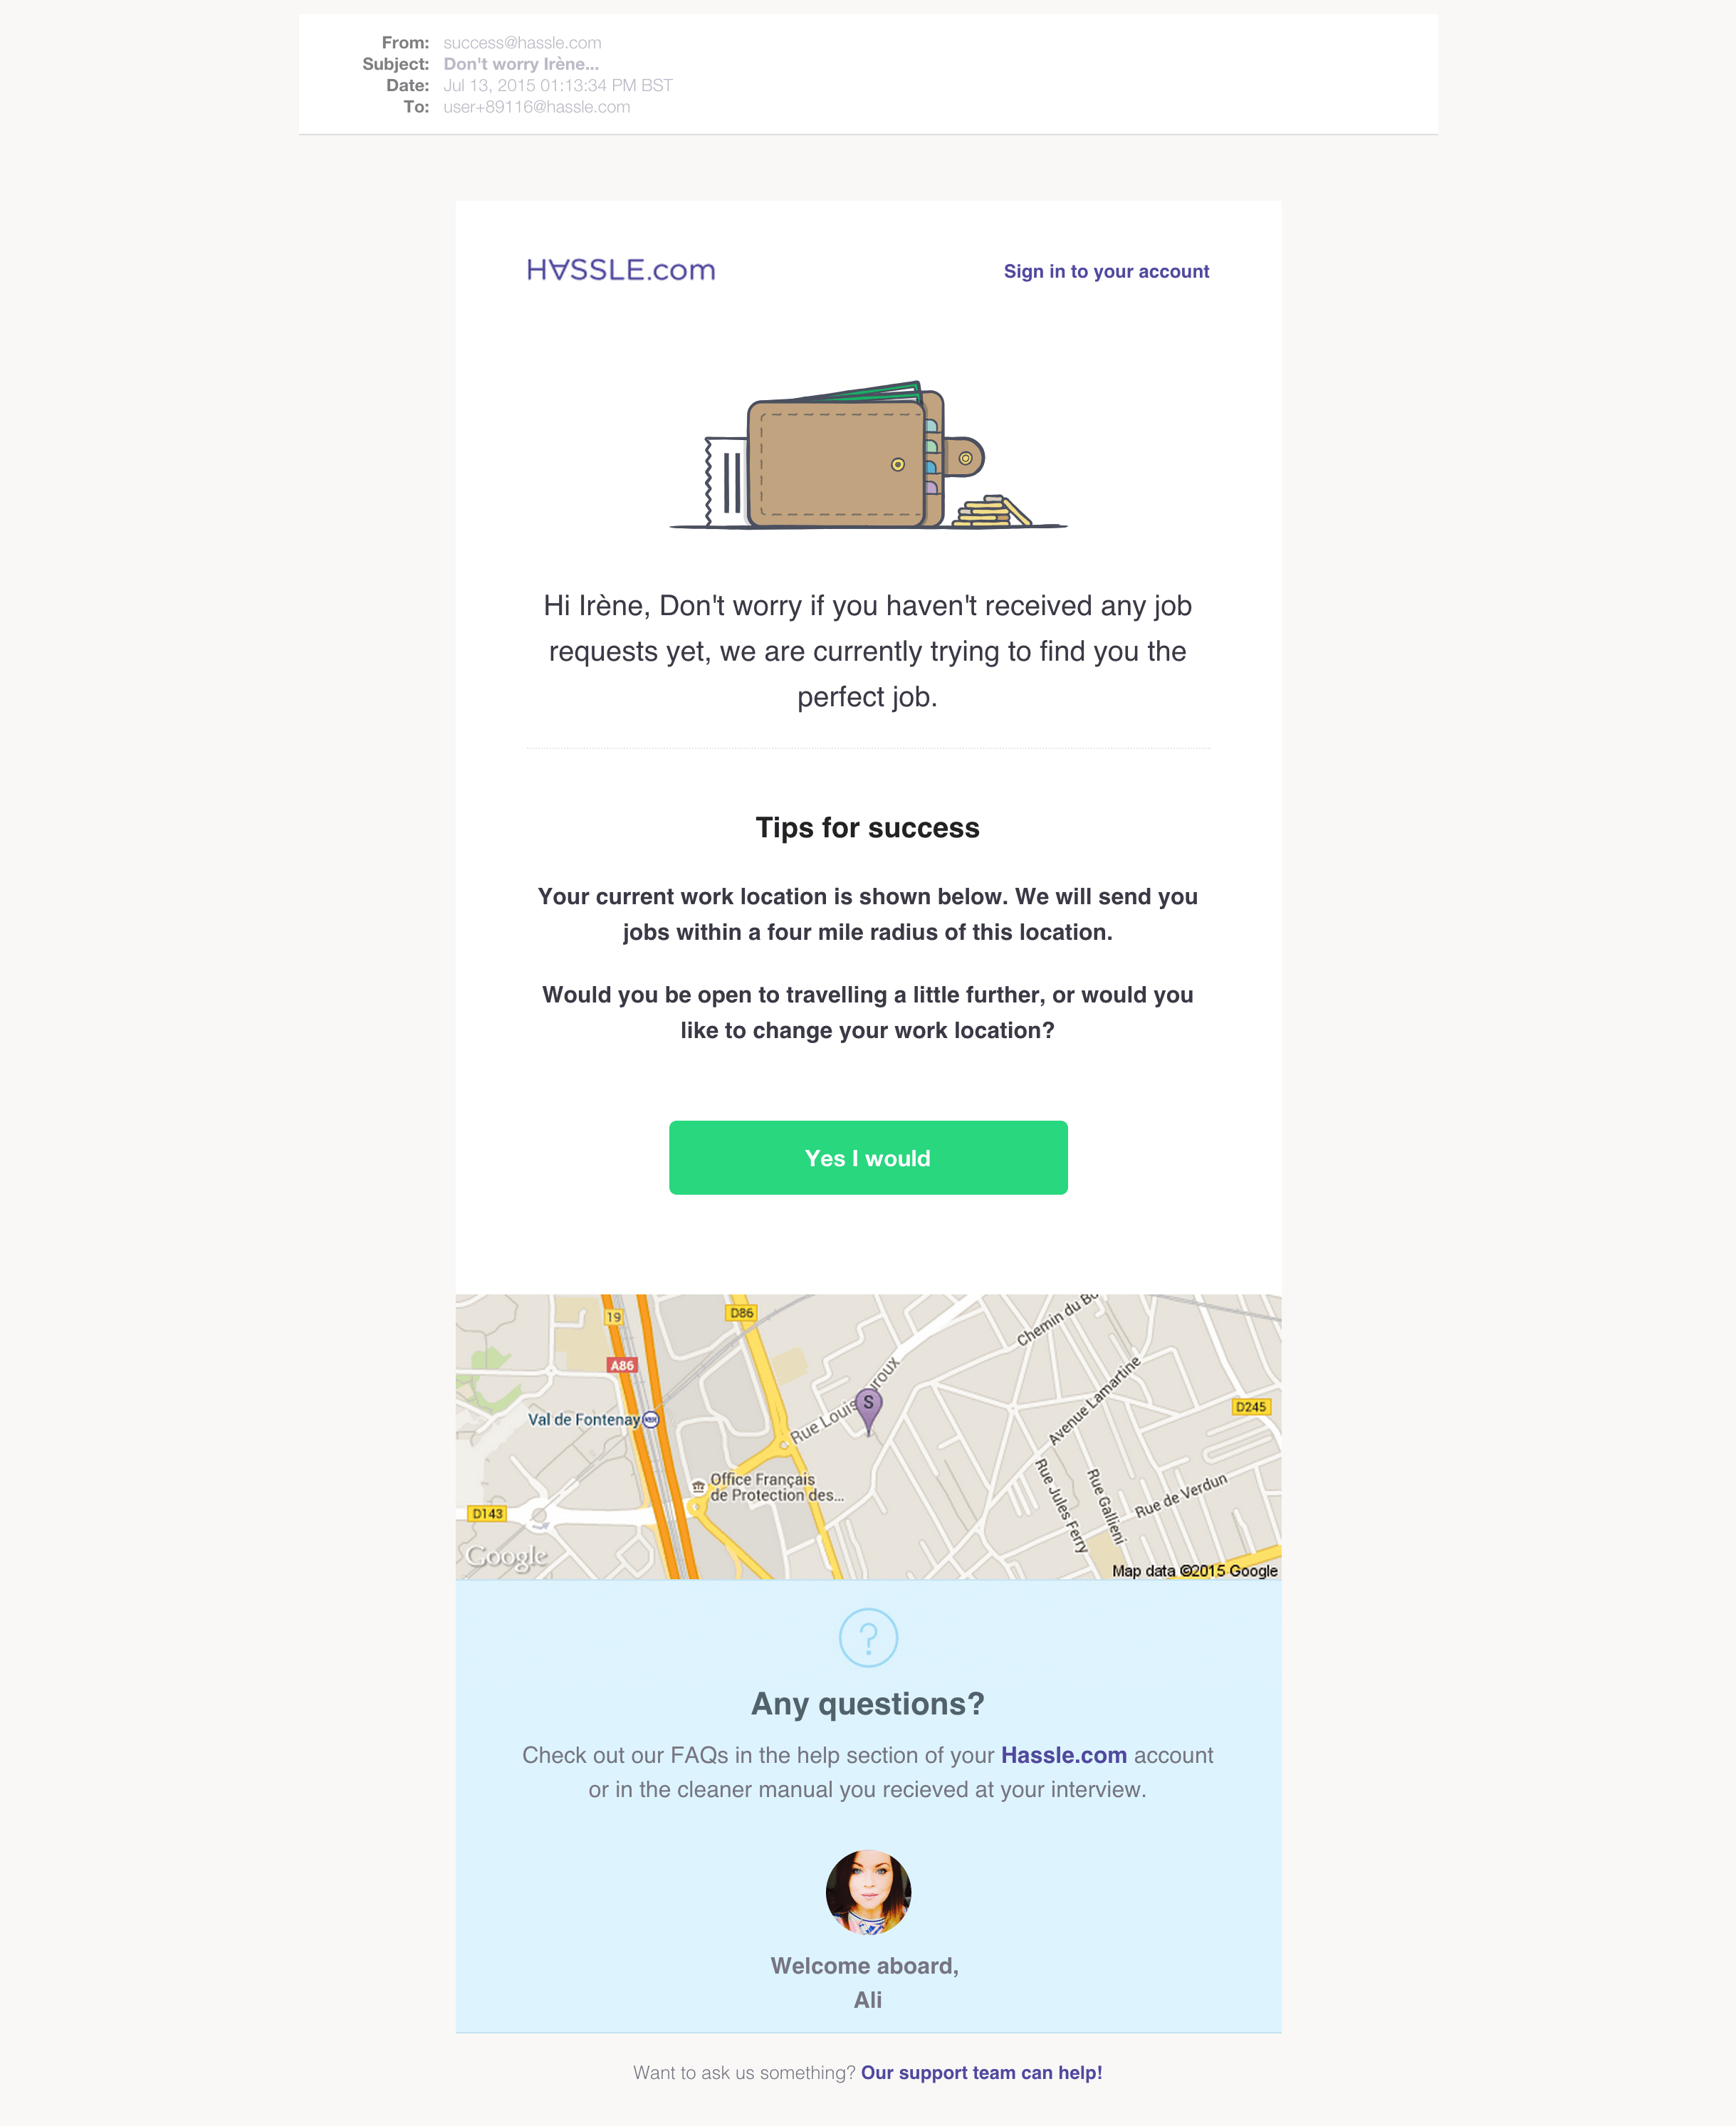 From: success@hassle.com
Subject: Don't worry Irène...
Date: Jul 13, 2015 01:13:34 PM BST
To: user+89116@hassle.com
H∀SSLE.com
Sign in to your account
Hi Irène, Don't worry if you haven't received any job
requests yet, we are currently trying to find you the
perfect job.
Tips for success
Your current work location is shown below. We will send you
jobs within a four mile radius of this location.
Would you be open to travelling a little further, or would you
like to change your work location?
Yes I would
19
D86
Chemin du
A86
Avenue Lamartine
D245
Val de Fontenay
Rue Louis
S
Office Français
de Protection des...
Rue Jules Ferry
Rue Gallieni
Rue de Verdun
D143
Google
Map data ©2015 Google
?
Any questions?
Check out our FAQs in the help section of your Hassle.com account
or in the cleaner manual you recieved at your interview.
Welcome aboard,
Ali
Want to ask us something? Our support team can help!